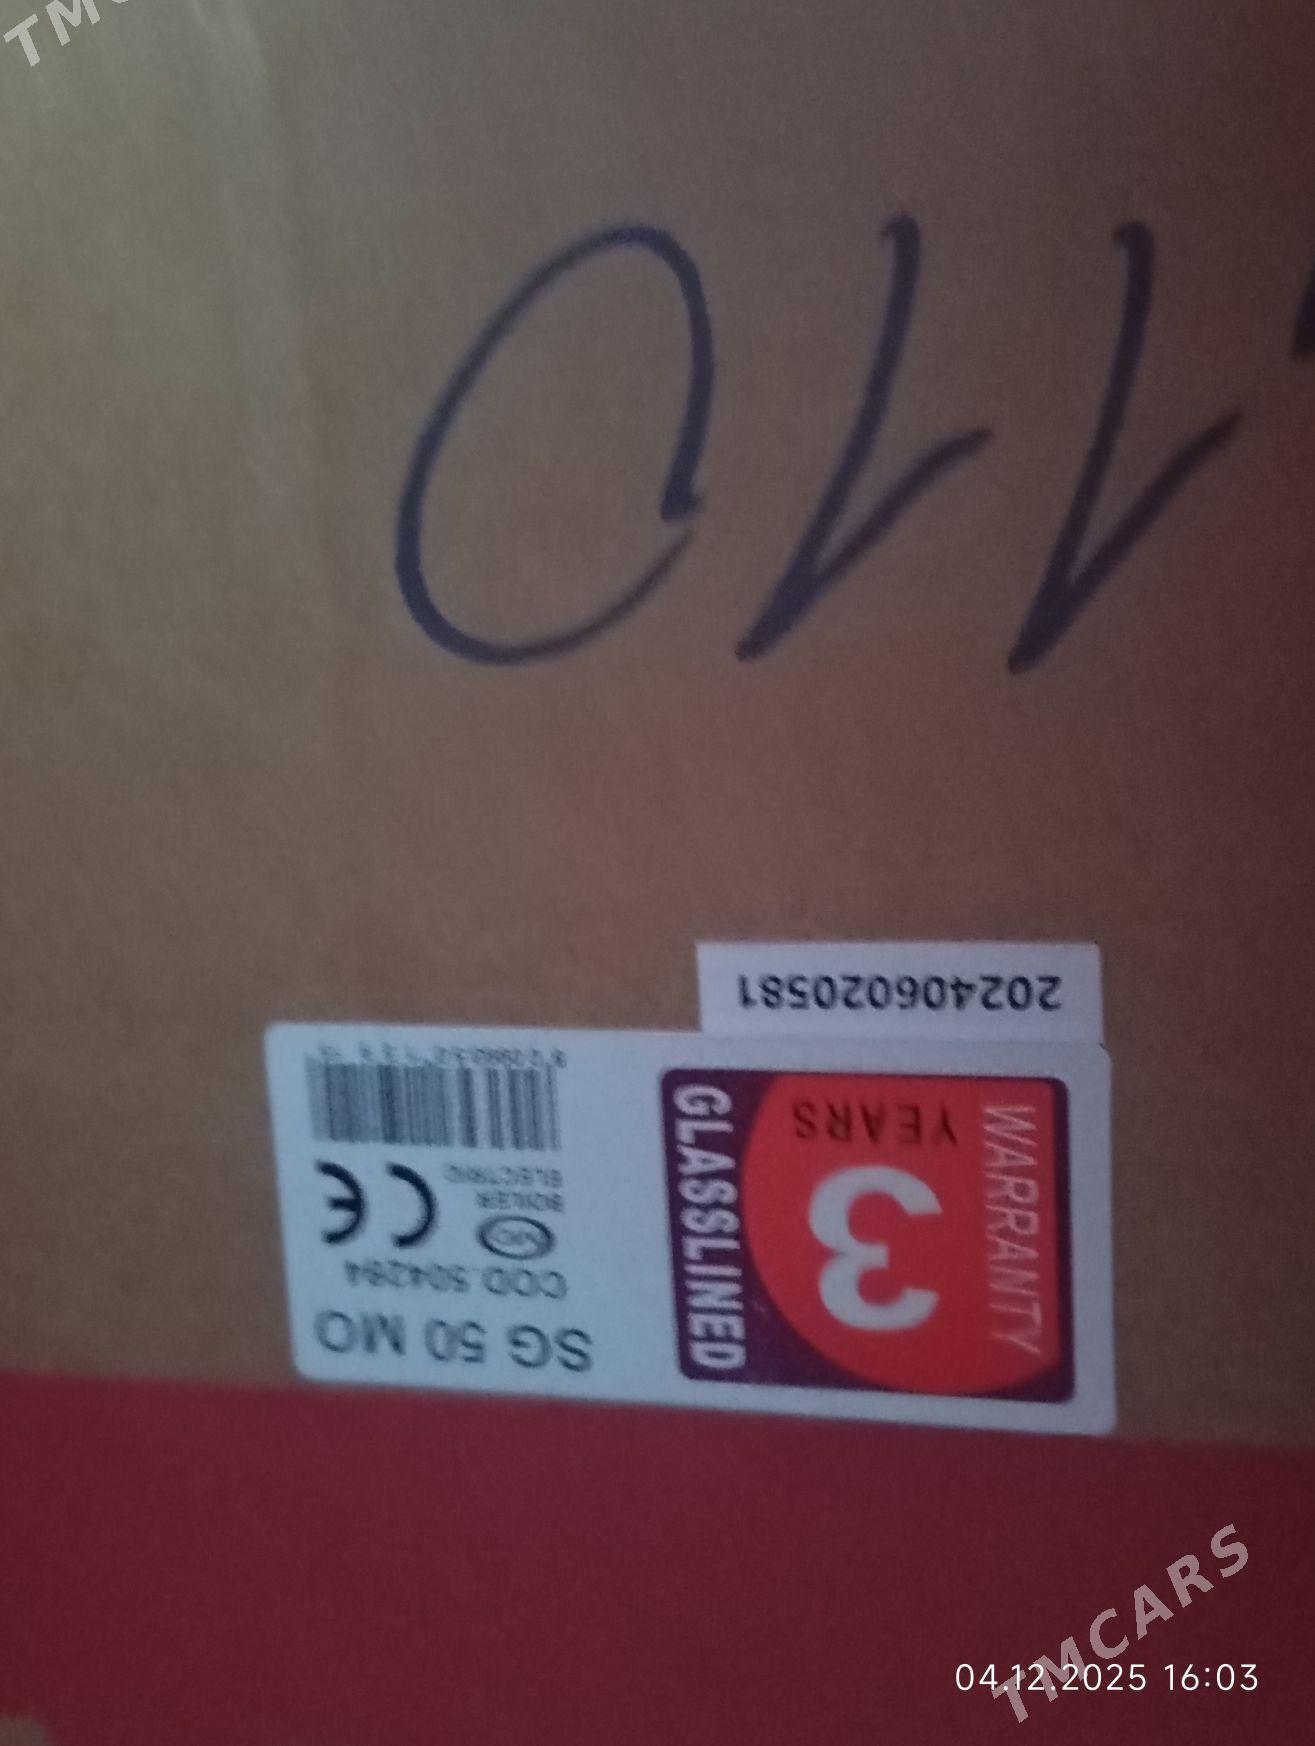 SG 50 MO
COD 504294
BOILER
ELECTRIC
CE
GLASSLINED
WARRANTY
3
YEARS
202406020581
110
TMCARS
04.12.2025 16:03